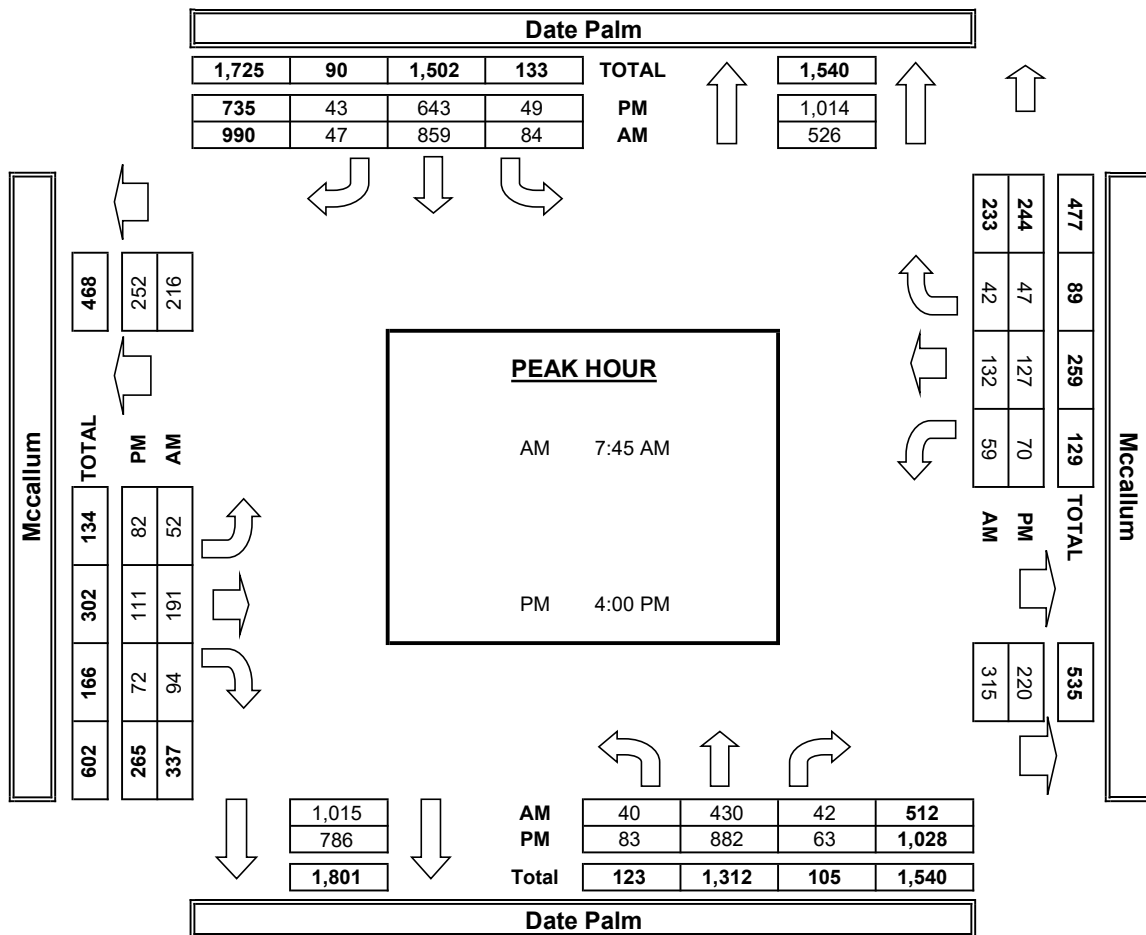 Date Palm
1,725 90 1,502 133 TOTAL 1,540
735 43 643 49 PM 1,014
990 47 859 84 AM 526
Mccallum
468
252
216
TOTAL
PM
AM
134 302 166 602
82 111 72 265
52 191 94 337
PEAK HOUR
AM 7:45 AM
PM 4:00 PM
477 89 259 129 TOTAL 535
244 47 127 70 PM 220
233 42 132 59 AM 315
Mccallum
1,015 AM 40 430 42 512
786 PM 83 882 63 1,028
1,801 Total 123 1,312 105 1,540
Date Palm